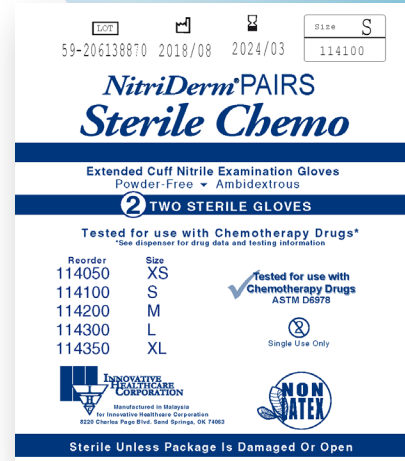 LOT
59-206138870 2018/08 2024/03
Size S
114100
NitriDerm® PAIRS
Sterile Chemo
Extended Cuff Nitrile Examination Gloves
Powder-Free Ambidextrous
2 TWO STERILE GLOVES
Tested for use with Chemotherapy Drugs*
*See dispenser for drug data and testing information
Reorder Size
114050 XS
114100 S
114200 M
114300 L
114350 XL
Tested for use with
Chemotherapy Drugs
ASTM D6978
2
Single Use Only
INNOVATIVE
HEALTHCARE
CORPORATION
Manufactured in Malaysia
for Innovative Healthcare Corporation
8220 Charles Page Blvd. Sand Springs, OK 74063
NON
LATEX
Sterile Unless Package Is Damaged Or Open